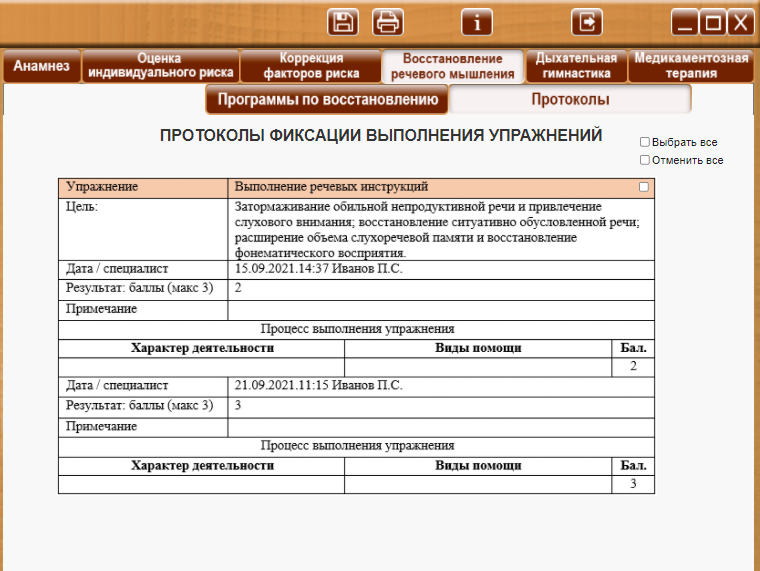 i
X
Анамнез
Оценка
индивидуального риска
Коррекция
факторов риска
Восстановление
речевого мышления
Дыхательная
гимнастика
Медикаментозная
терапия
Программы по восстановлению
Протоколы
ПРОТОКОЛЫ ФИКСАЦИИ ВЫПОЛНЕНИЯ УПРАЖНЕНИЙ
Выбрать все
Отменить все
Упражнение Выполнение речевых инструкций
Цель: Затормаживание обильной непродуктивной речи и привлечение
слухового внимания; восстановление ситуативно обусловленной речи;
расширение объема слухоречевой памяти и восстановление
фонематического восприятия.
Дата / специалист 15.09.2021.14:37 Иванов П.С.
Результат: баллы (макс 3) 2
Примечание
Процесс выполнения упражнения
Характер деятельности Виды помощи Бал.
2
Дата / специалист 21.09.2021.11:15 Иванов П.С.
Результат: баллы (макс 3) 3
Примечание
Процесс выполнения упражнения
Характер деятельности Виды помощи Бал.
3